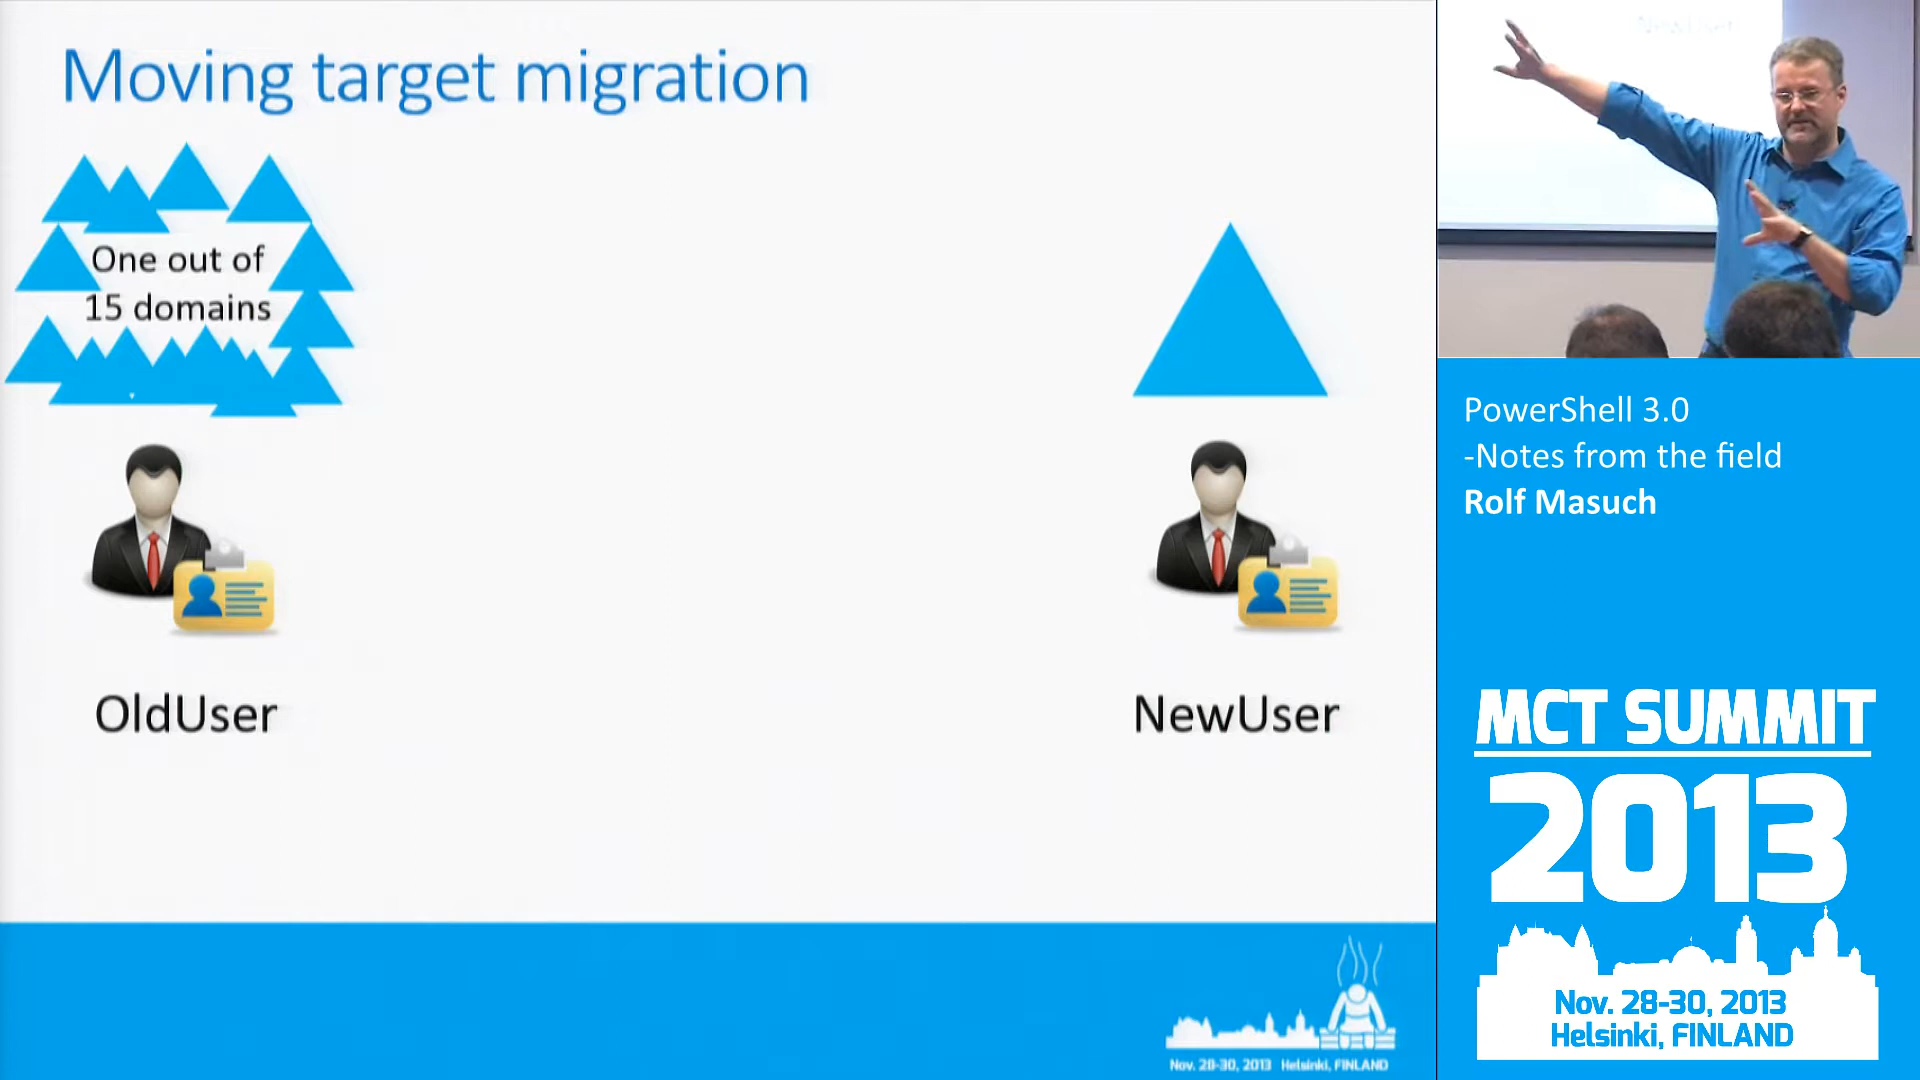 Moving target migration
One out of
15 domains
OldUser
NewUser
Nov. 28-30, 2013 Helsinki, FINLAND
NewUser
PowerShell 3.0
-Notes from the field
Rolf Masuch
MCT SUMMIT
2013
Nov. 28-30, 2013
Helsinki, FINLAND